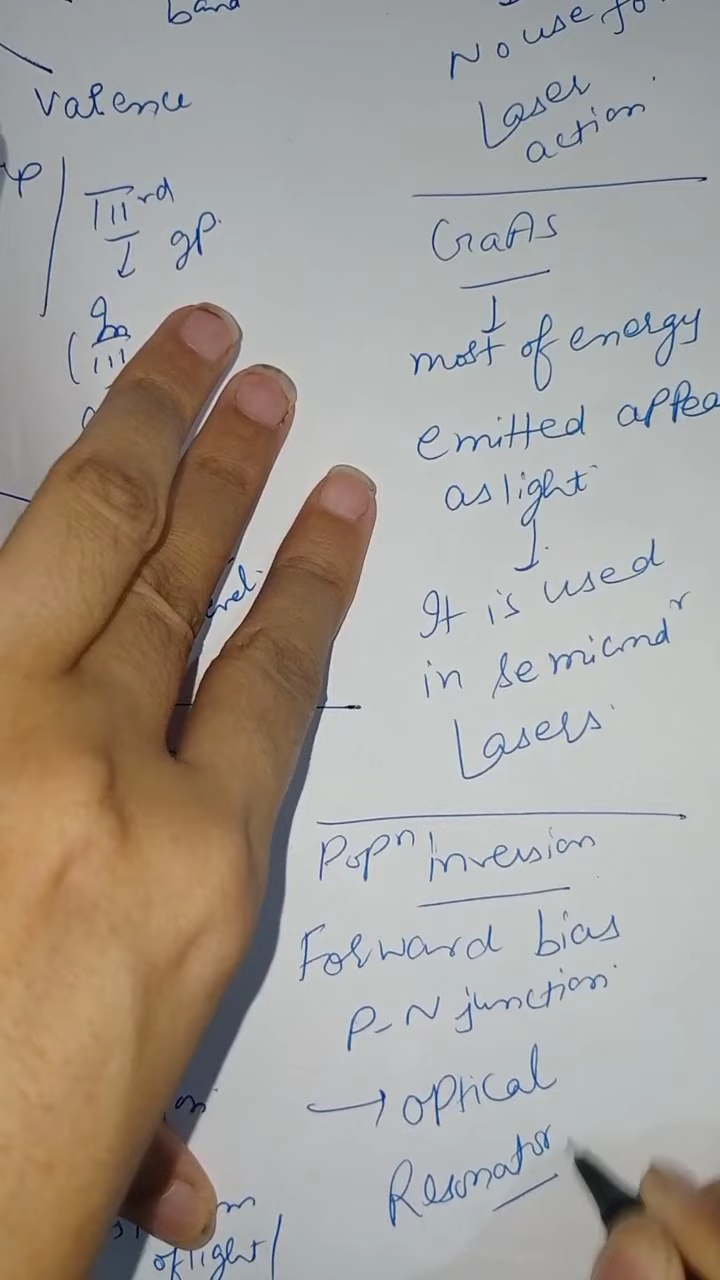 band
Valence
IIIrd
gp.
No use fo
Laser
action.
GaAs
↓
most of energy
emitted appea
as light
↓
It is used
in semicondr
Lasers.
Popn inversion
Forward bias
P-N junction.
→ optical
Resonator
of light